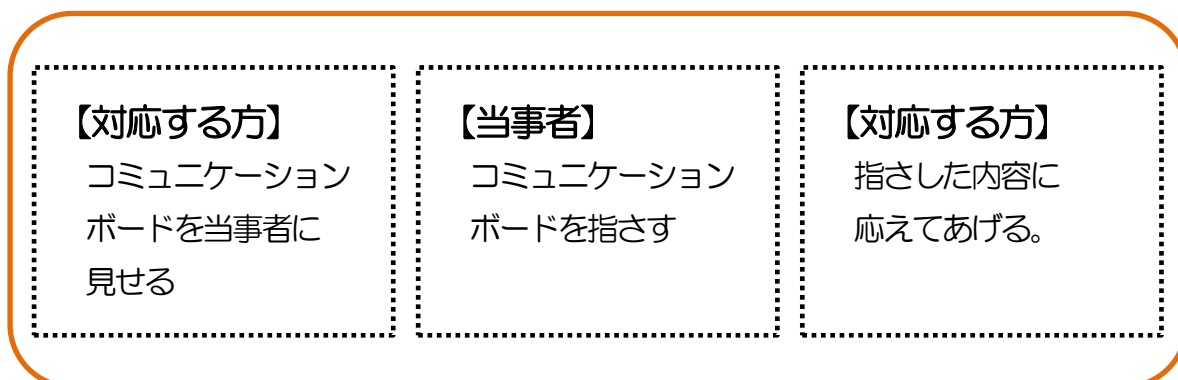 【対応する方】
コミュニケーション
ボードを当事者に
見せる
【当事者】
コミュニケーション
ボードを指さす
【対応する方】
指さした内容に
応えてあげる。